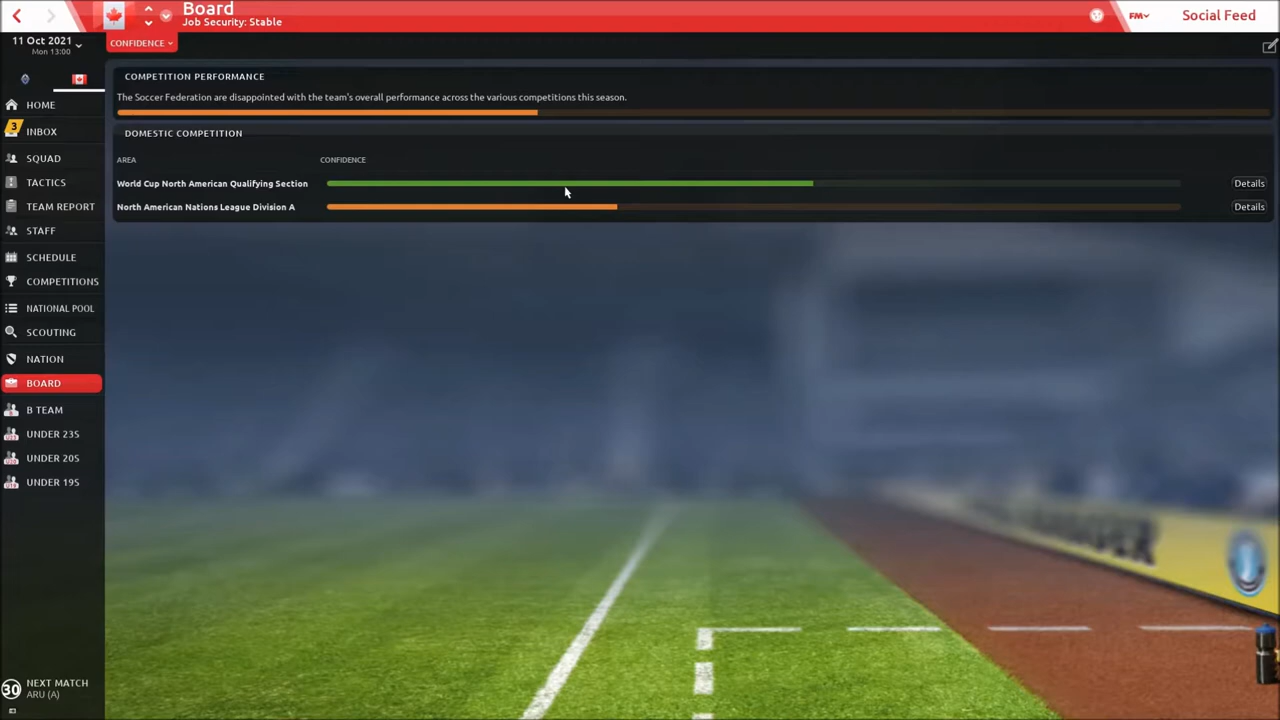 Board
Job Security: Stable
FM
Social Feed
11 Oct 2021
Mon 13:00
CONFIDENCE
3
HOME
INBOX
SQUAD
TACTICS
TEAM REPORT
STAFF
SCHEDULE
COMPETITIONS
NATIONAL POOL
SCOUTING
NATION
BOARD
B TEAM
UNDER 23S
UNDER 20S
UNDER 19S
30
NEXT MATCH
ARU (A)
COMPETITION PERFORMANCE
The Soccer Federation are disappointed with the team's overall performance across the various competitions this season.
DOMESTIC COMPETITION
AREA CONFIDENCE
World Cup North American Qualifying Section Details
North American Nations League Division A Details